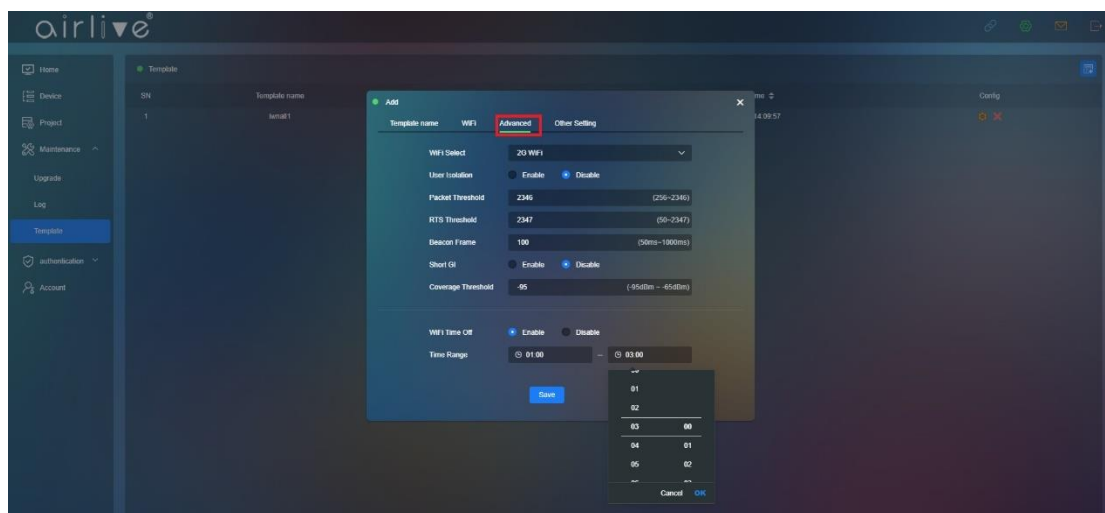 airlive®
Home
Device
Project
Maintenance
Upgrade
Log
Template
authentication
Account
Template
SN Template name Config
1 14:09:57
Add
Template name WiFi Advanced Other Setting
WiFi Select 2G WiFi
User Isolation Enable Disable
Packet Threshold 2346 (256~2346)
RTS Threshold 2347 (50~2347)
Beacon Frame 100 (50ms~1000ms)
Short GI Enable Disable
Coverage Threshold -95 (-95dBm ~ -65dBm)
WiFi Time Off Enable Disable
Time Range 01:00 – 03:00
Save
01
02
03 00
04 01
05 02
Cancel OK